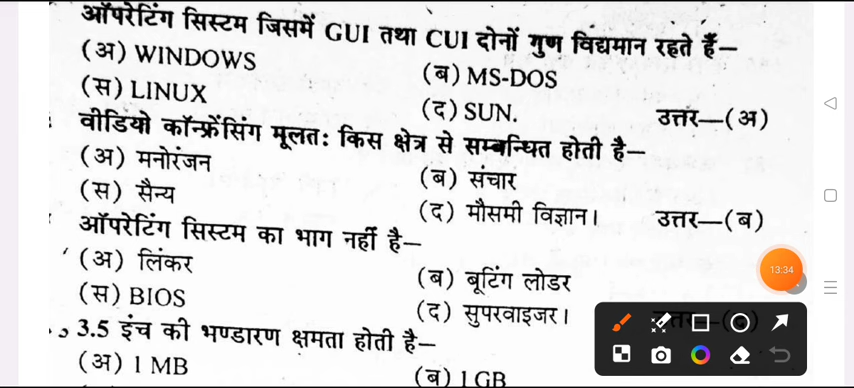 ऑपरेटिंग सिस्टम जिसमें GUI तथा CUI दोनों गुण विद्यमान रहते हैं—
(अ) WINDOWS (ब) MS-DOS
(स) LINUX (द) SUN. उत्तर—(अ)
वीडियो कॉन्फ्रेंसिंग मूलतः किस क्षेत्र से सम्बन्धित होती है—
(अ) मनोरंजन (ब) संचार
(स) सैन्य (द) मौसमी विज्ञान। उत्तर—(ब)
ऑपरेटिंग सिस्टम का भाग नहीं है—
(अ) लिंकर (ब) बूटिंग लोडर
(स) BIOS (द) सुपरवाइजर।
3.5 इंच की भण्डारण क्षमता होती है—
(अ) 1 MB (ब) 1 GB
13:34